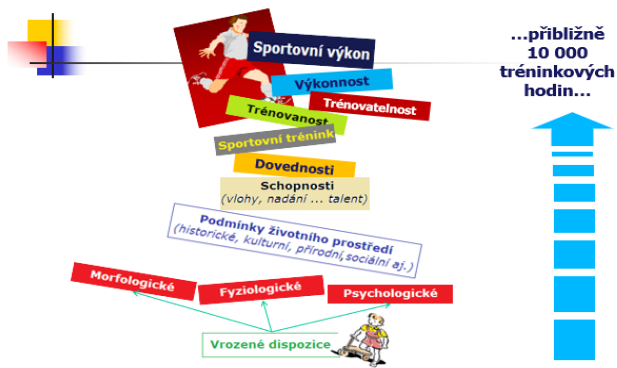 Sportovní výkon
...přibližně
10 000
tréninkových
hodin...
Výkonnost
Trénovatelnost
Trénovanost
Sportovní trénink
Dovednosti
Schopnosti
(vlohy, nadání ... talent)
Podmínky životního prostředí
(historické, kulturní, přírodní,sociální aj.)
Morfologické
Fyziologické
Psychologické
Vrozené dispozice